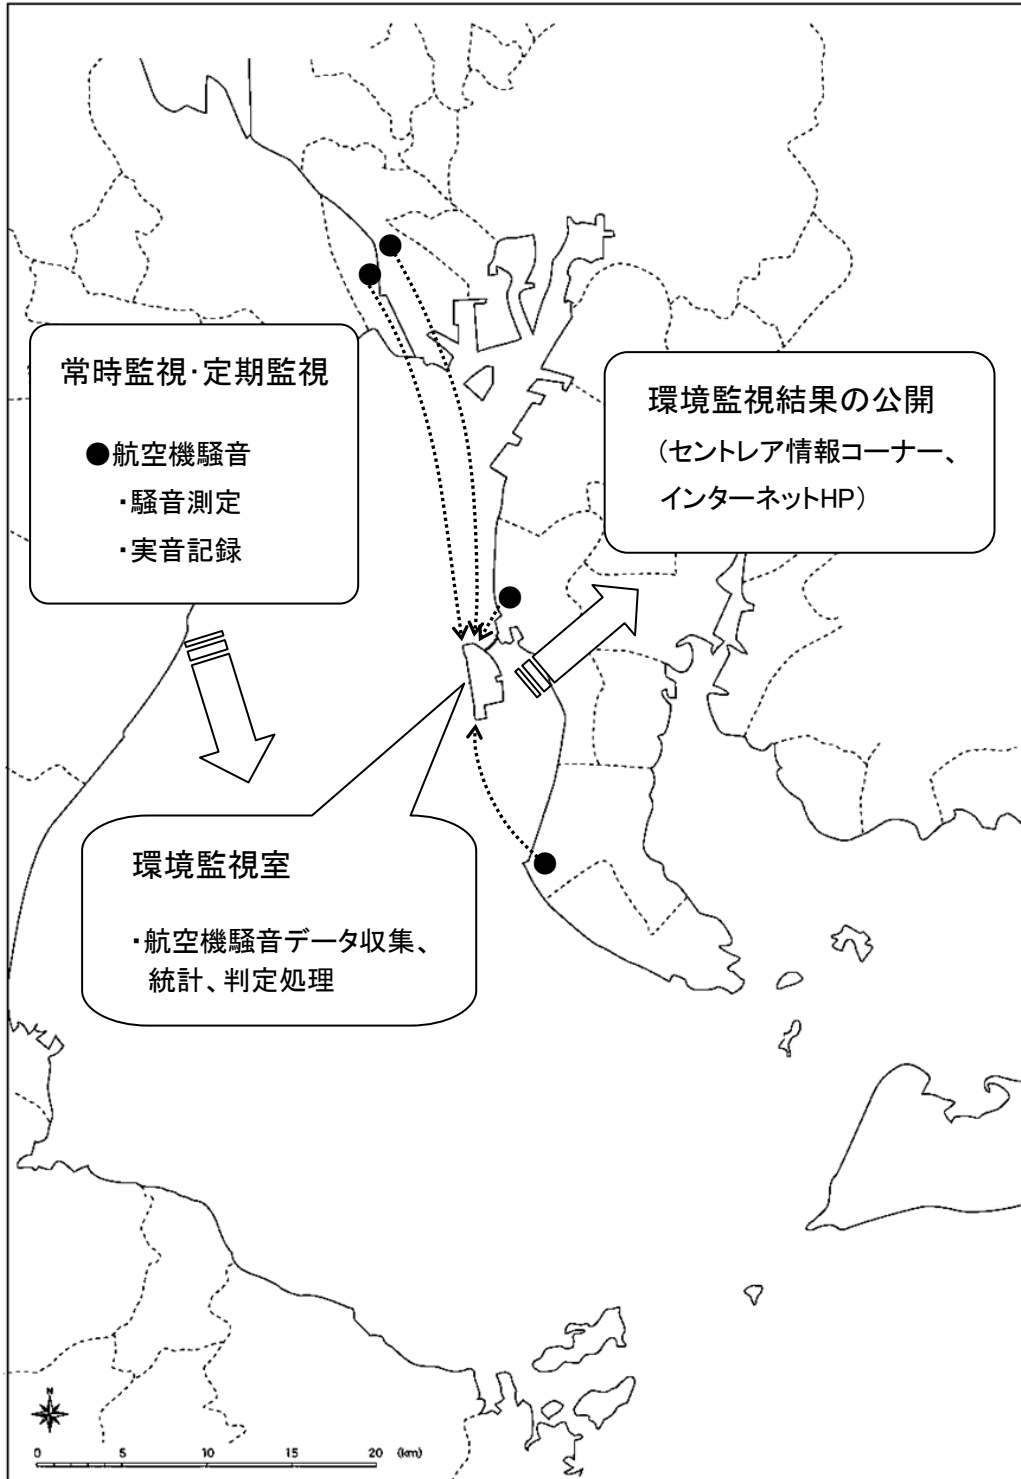 常時監視・定期監視
●航空機騒音
・騒音測定
・実音記録
環境監視結果の公開
（セントレア情報コーナー、
インターネットHP）
環境監視室
・航空機騒音データ収集、
統計、判定処理
N
0 5 10 15 20 (km)